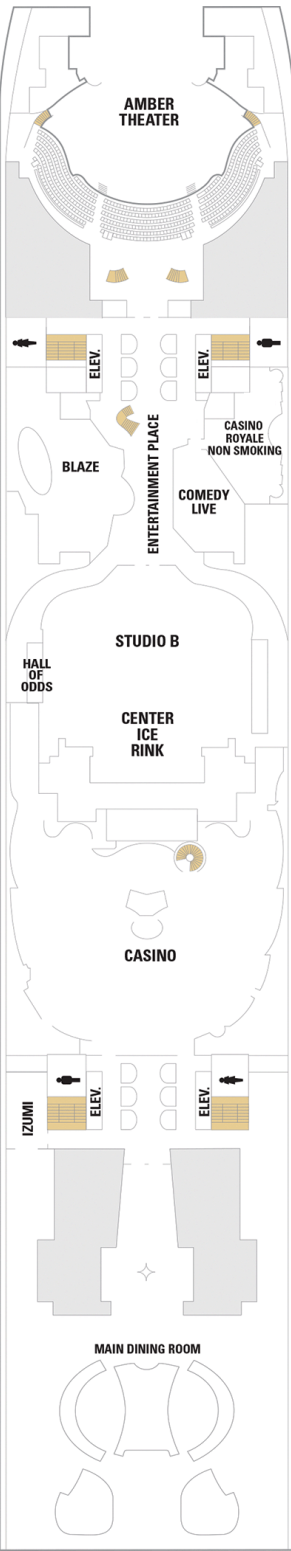 AMBER
THEATER
ELEV.
ELEV.
ENTERTAINMENT PLACE
CASINO
ROYALE
NON SMOKING
BLAZE
COMEDY
LIVE
STUDIO B
HALL
OF
ODDS
CENTER
ICE
RINK
CASINO
IZUMI
ELEV.
ELEV.
MAIN DINING ROOM